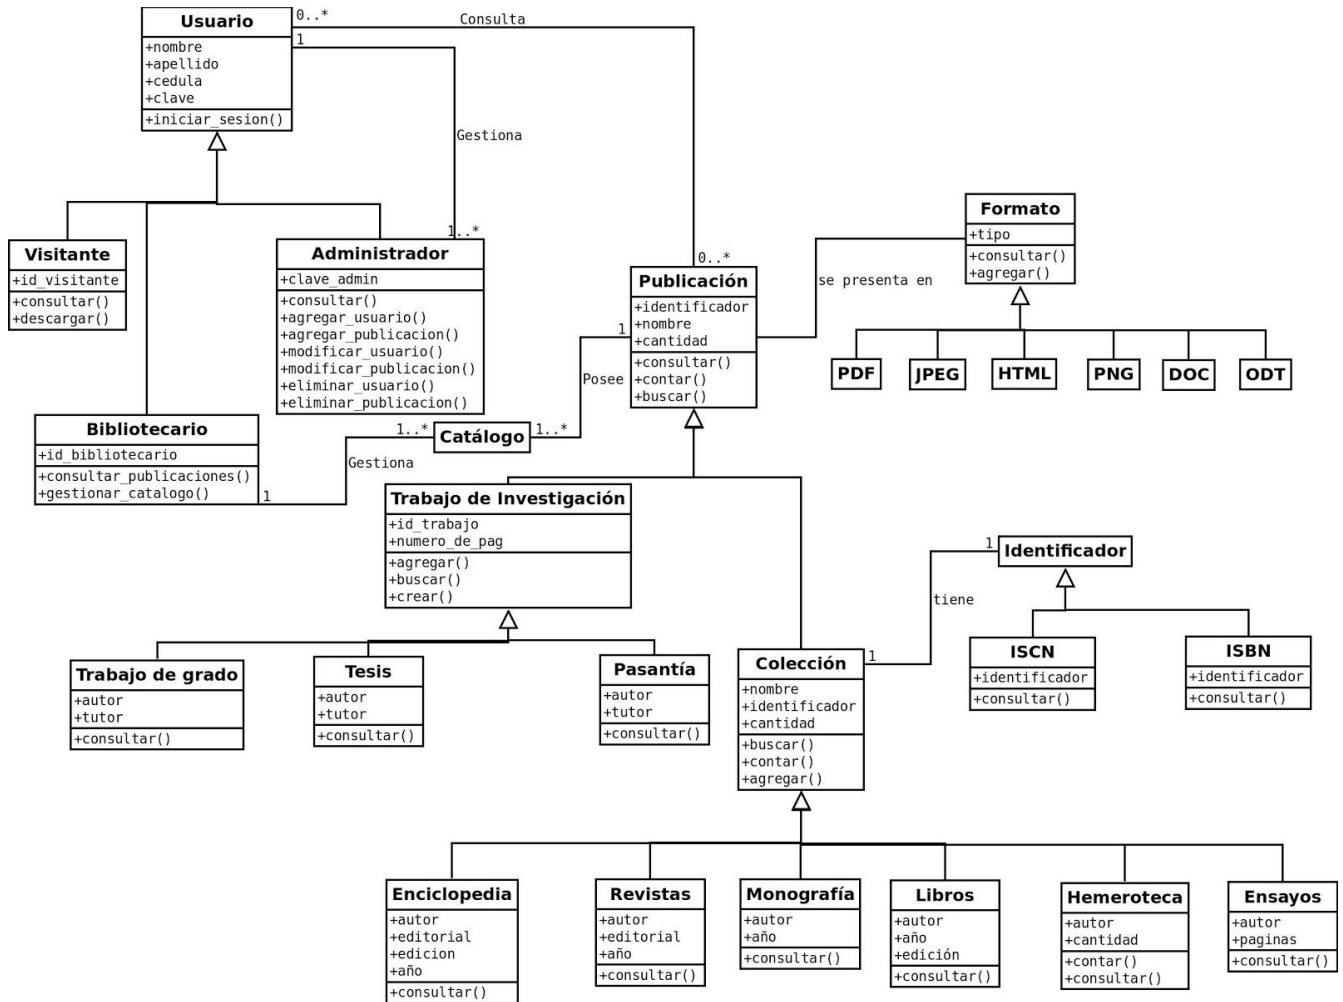 Usuario
+nombre
+apellido
+cedula
+clave
+iniciar_sesion()
0..*
Consulta
1
Gestiona
1..*
0..*
Visitante
+id_visitante
+consultar()
+descargar()
Administrador
+clave_admin
+consultar()
+agregar_usuario()
+agregar_publicacion()
+modificar_usuario()
+modificar_publicacion()
+eliminar_usuario()
+eliminar_publicacion()
Publicación
+identificador
+nombre
+cantidad
+consultar()
+contar()
+buscar()
Formato
+tipo
+consultar()
+agregar()
se presenta en
PDF
JPEG
HTML
PNG
DOC
ODT
1
Posee
Bibliotecario
+id_bibliotecario
+consultar_publicaciones()
+gestionar_catalogo()
1..*
Catálogo
1..*
Gestiona
1
Trabajo de Investigación
+id_trabajo
+numero_de_pag
+agregar()
+buscar()
+crear()
1
Identificador
tiene
1
ISCN
+identificador
+consultar()
ISBN
+identificador
+consultar()
Trabajo de grado
+autor
+tutor
+consultar()
Tesis
+autor
+tutor
+consultar()
Pasantía
+autor
+tutor
+consultar()
Colección
+nombre
+identificador
+cantidad
+buscar()
+contar()
+agregar()
Enciclopedia
+autor
+editorial
+edicion
+año
+consultar()
Revistas
+autor
+editorial
+año
+consultar()
Monografía
+autor
+año
+consultar()
Libros
+autor
+año
+edición
+consultar()
Hemeroteca
+autor
+cantidad
+contar()
+consultar()
Ensayos
+autor
+paginas
+consultar()